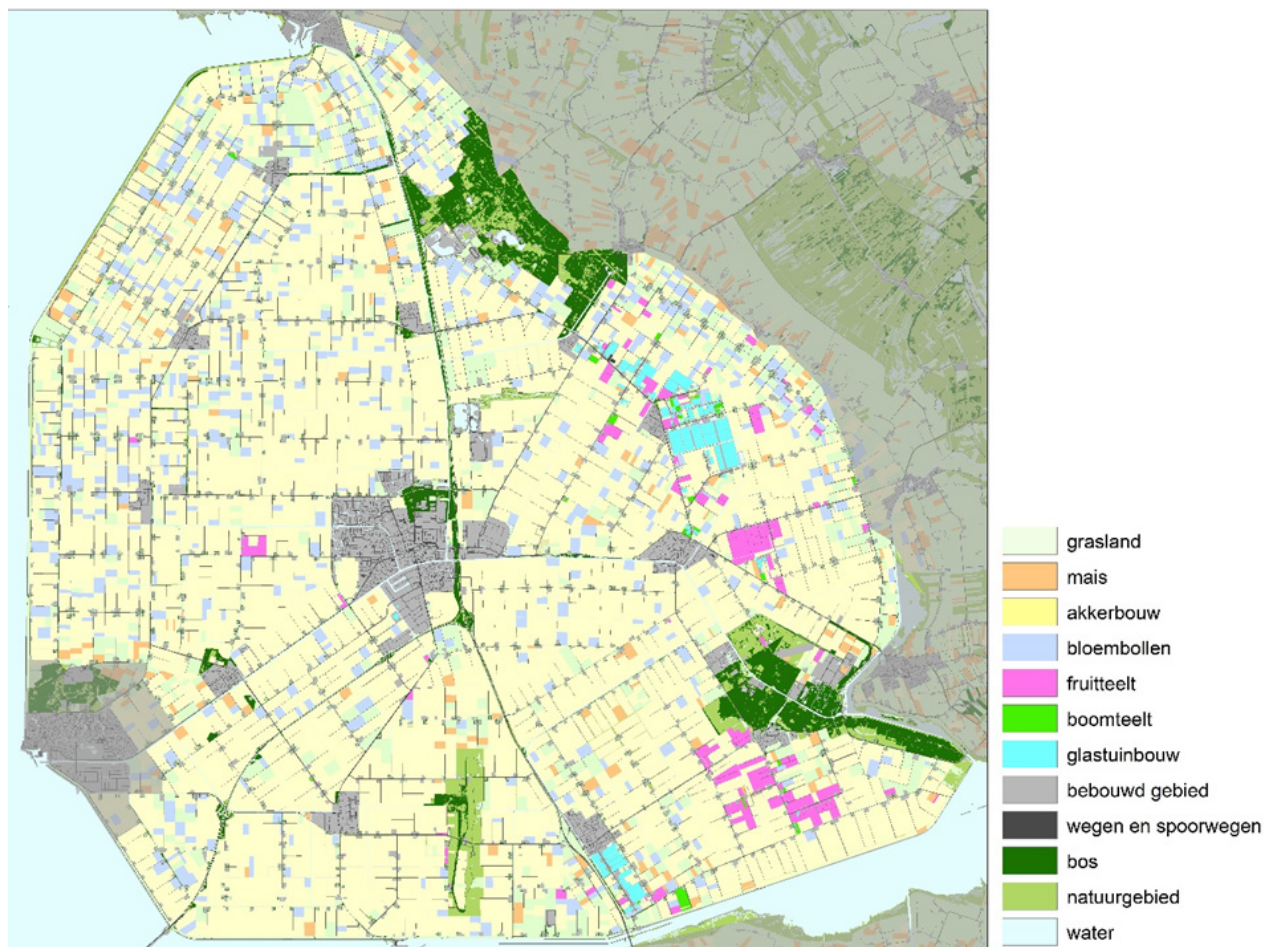 grasland
mais
akkerbouw
bloembollen
fruitteelt
boomteelt
glastuinbouw
bebouwd gebied
wegen en spoorwegen
bos
natuurgebied
water